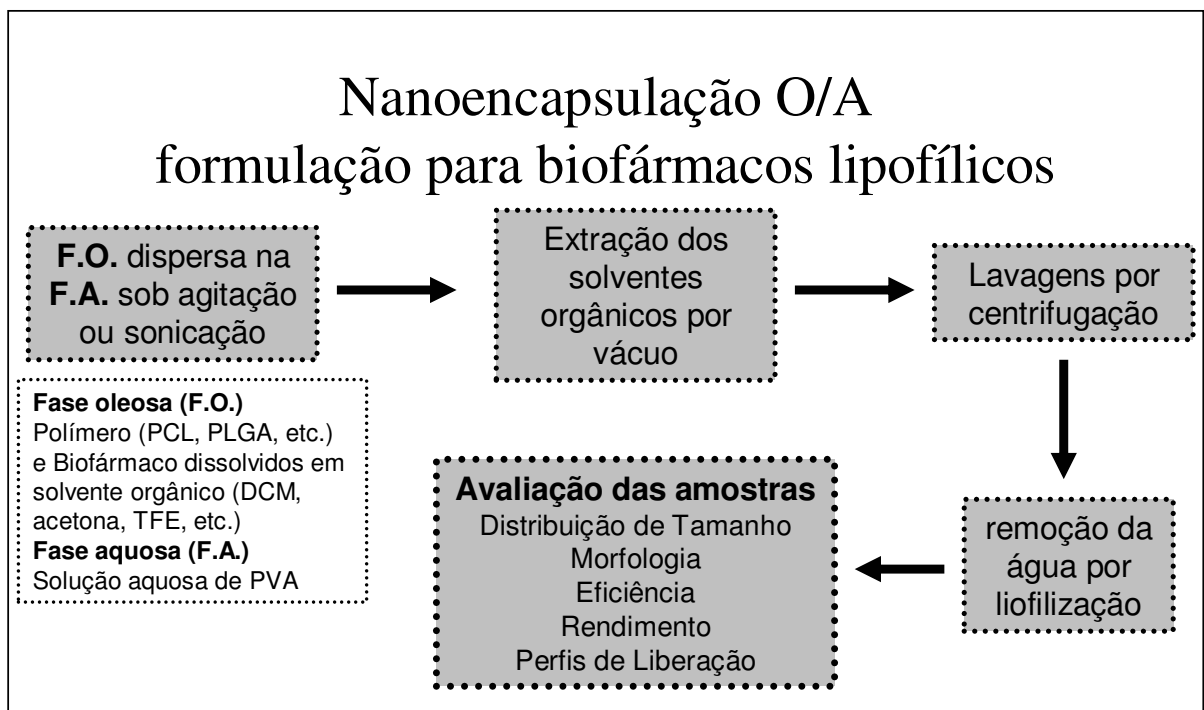 Nanoencapsulação O/A
formulação para biofármacos lipofílicos
F.O. dispersa na
F.A. sob agitação
ou sonicação
Extração dos
solventes
orgânicos por
vácuo
Lavagens por
centrifugação
Fase oleosa (F.O.)
Polímero (PCL, PLGA, etc.)
e Biofármaco dissolvidos em
solvente orgânico (DCM,
acetona, TFE, etc.)
Fase aquosa (F.A.)
Solução aquosa de PVA
remoção da
água por
liofilização
Avaliação das amostras
Distribuição de Tamanho
Morfologia
Eficiência
Rendimento
Perfis de Liberação